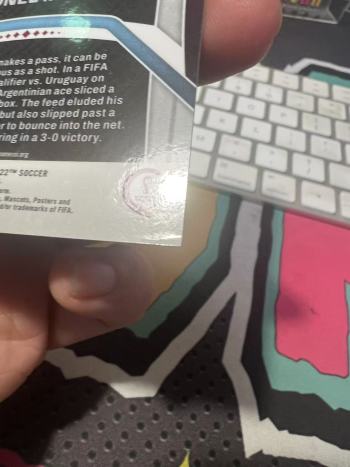 makes a pass, it can be
us as a shot. In a FIFA
alifier vs. Uruguay on
Argentinian ace sliced a
box. The feed eluded his
but also slipped past a
r to bounce into the net.
ring in a 3-0 victory.
22™ SOCCER
, Mascots, Posters and
d/or trademarks of FIFA.